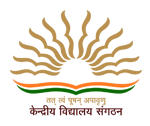 तत् त्वं पूषन् अपावृणु
केन्द्रीय विद्यालय संगठन